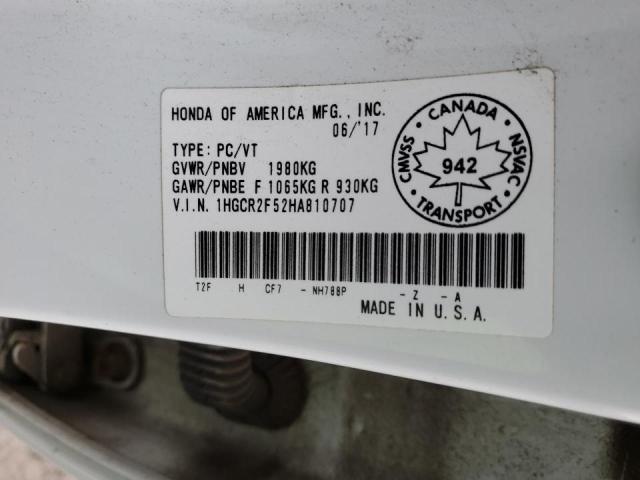 HONDA OF AMERICA MFG., INC.
06/'17
TYPE: PC/VT
GVWR/PNBV 1980KG
GAWR/PNBE F 1065KG R 930KG
V.I.N. 1HGCR2F52HA810707
CANADA
CMVSS
942
NSVAC
TRANSPORT
T2F H CF7 - NH788P - Z - A
MADE IN U.S.A.